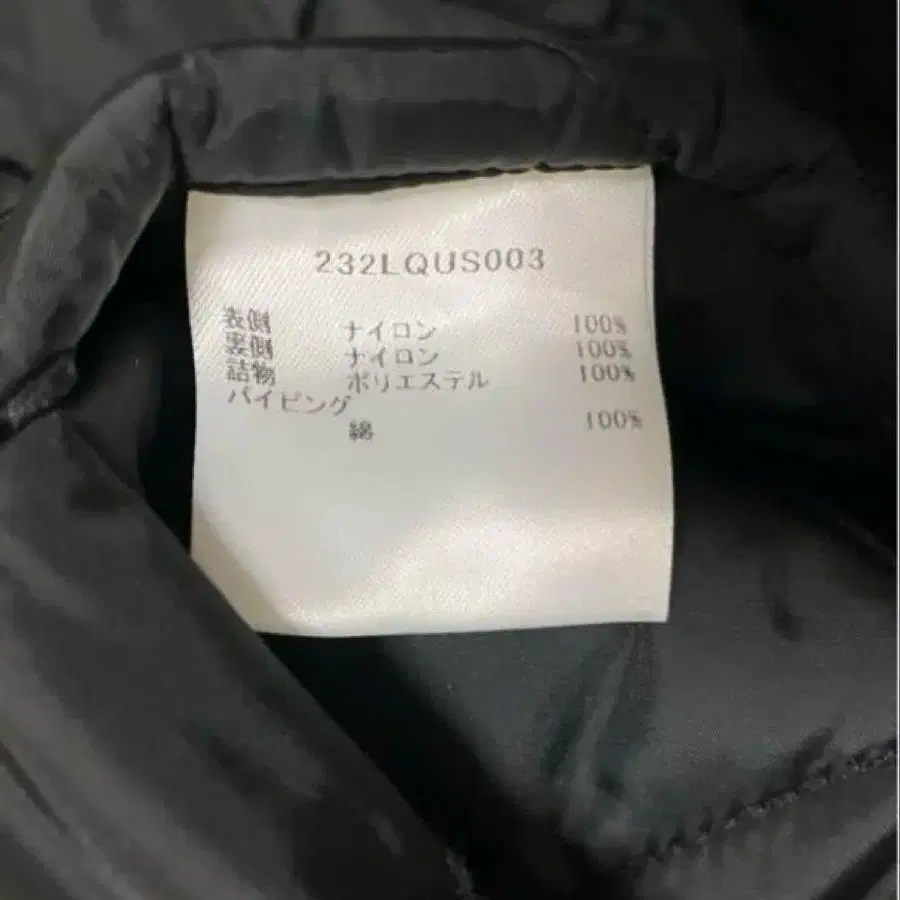 232LQUS003
表側 ナイロン 100%
裏側 ナイロン 100%
詰物 ポリエステル 100%
パイピング
綿 100%